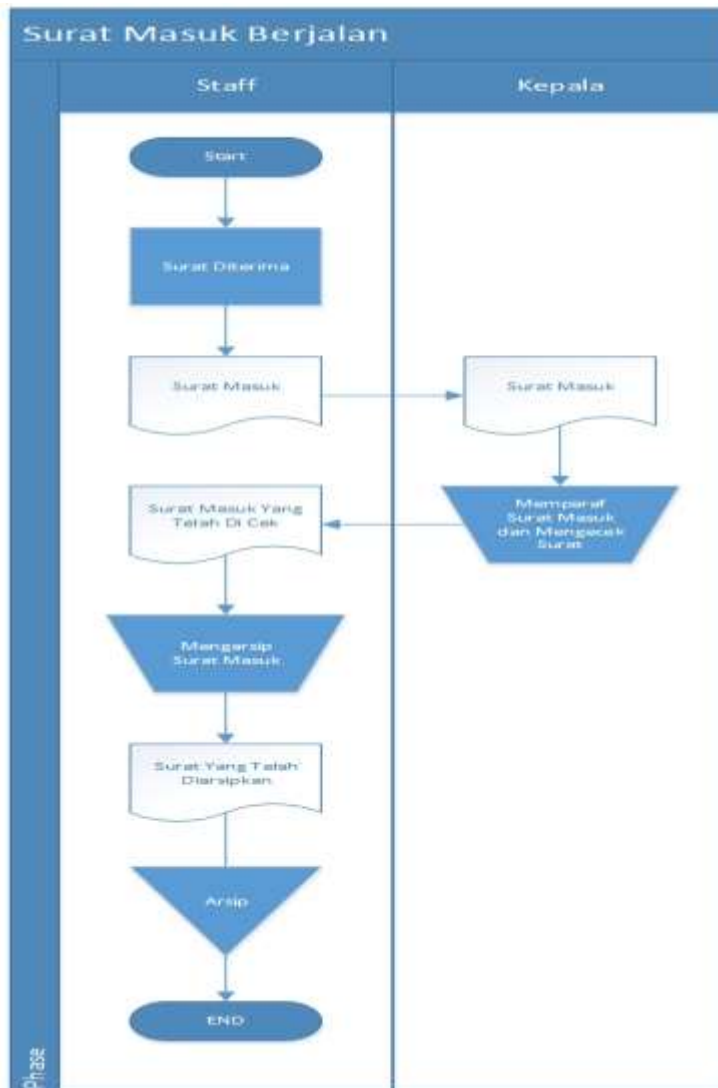 Surat Masuk Berjalan
Staff
Kepala
Start
Surat Diterima
Surat Masuk
Surat Masuk
Surat Masuk Yang
Telah Di Cek
Memparaf
Surat Masuk
dan Mengecek
Surat
Mengarsip
Surat Masuk
Surat Yang Telah
Diarsipkan
Arsip
END
Phase